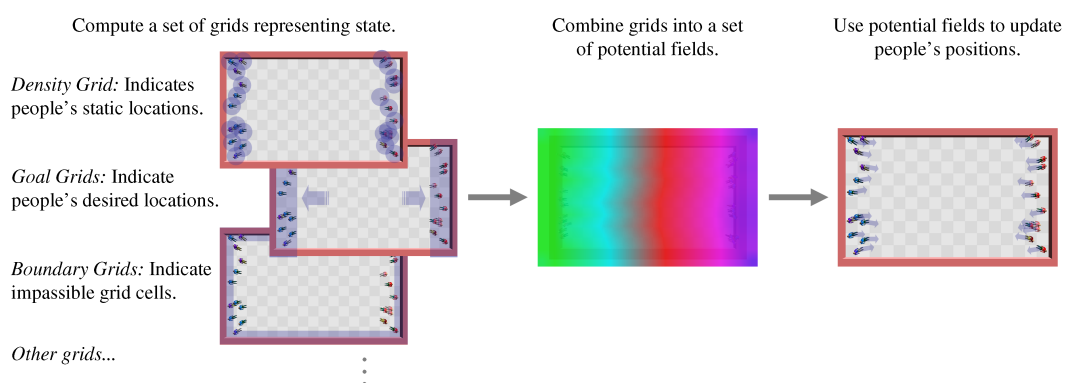 Compute a set of grids representing state.
Density Grid: Indicates
people's static locations.
Goal Grids: Indicate
people's desired locations.
Boundary Grids: Indicate
impassible grid cells.
Other grids...
Combine grids into a set
of potential fields.
Use potential fields to update
people's positions.